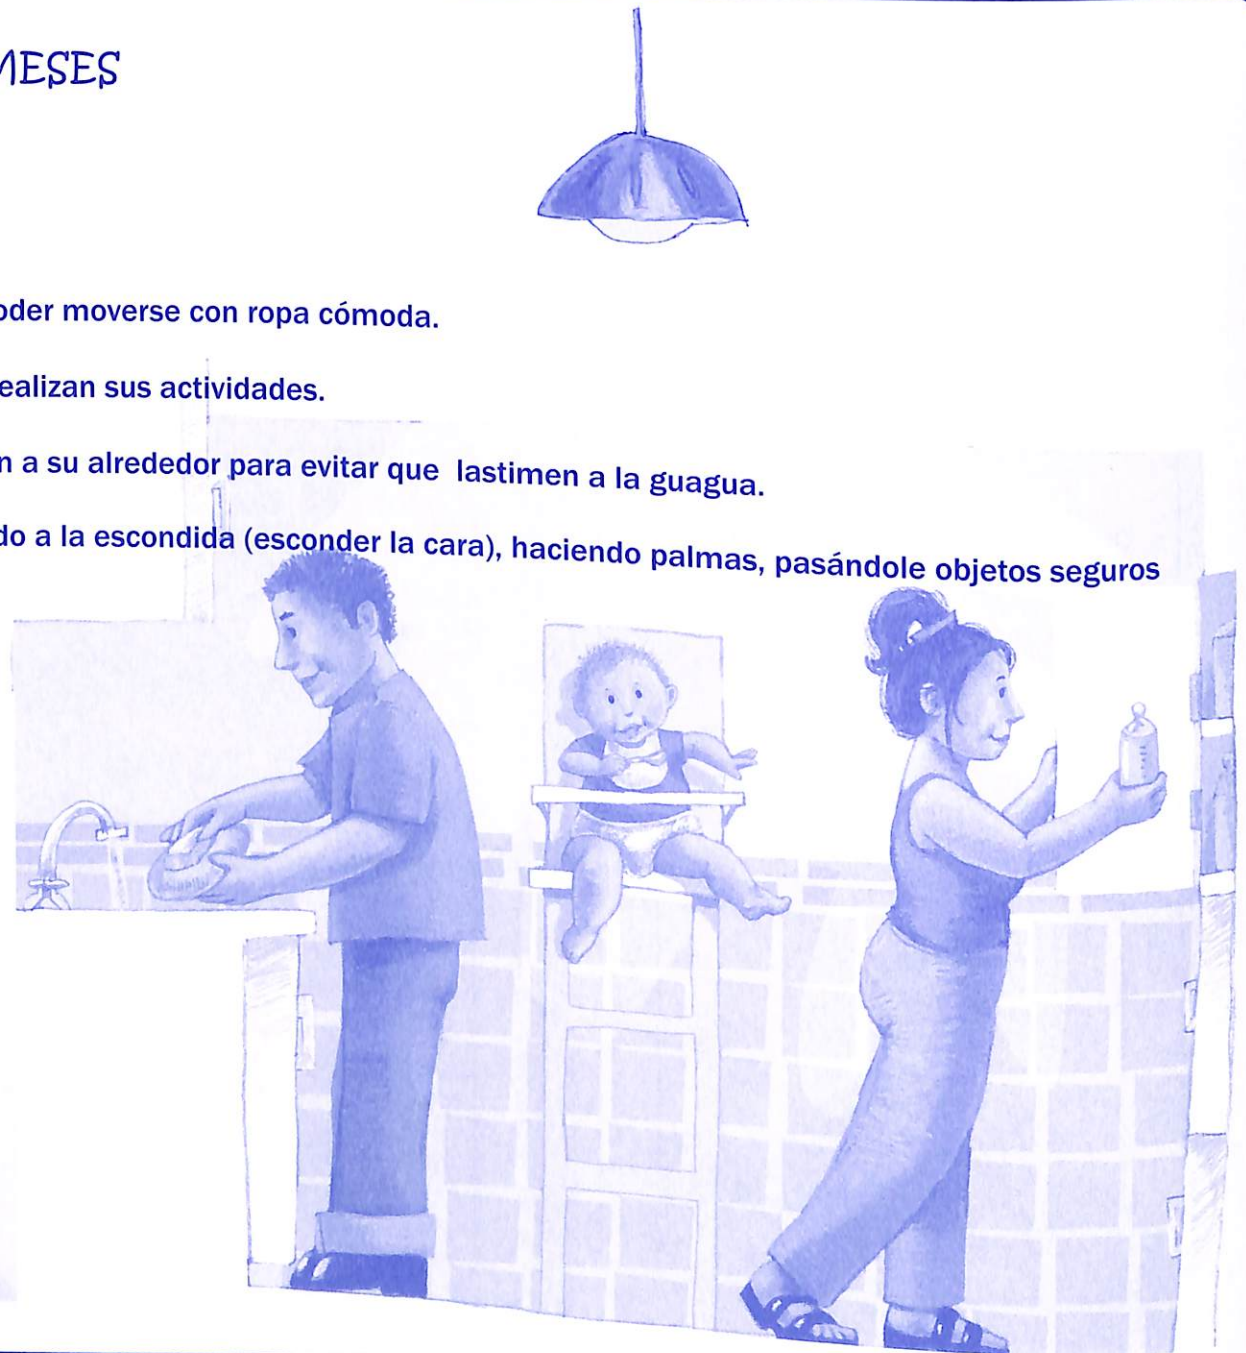 MESES
oder moverse con ropa cómoda.
ealizan sus actividades.
n a su alrededor para evitar que lastimen a la guagua.
do a la escondida (esconder la cara), haciendo palmas, pasándole objetos seguros